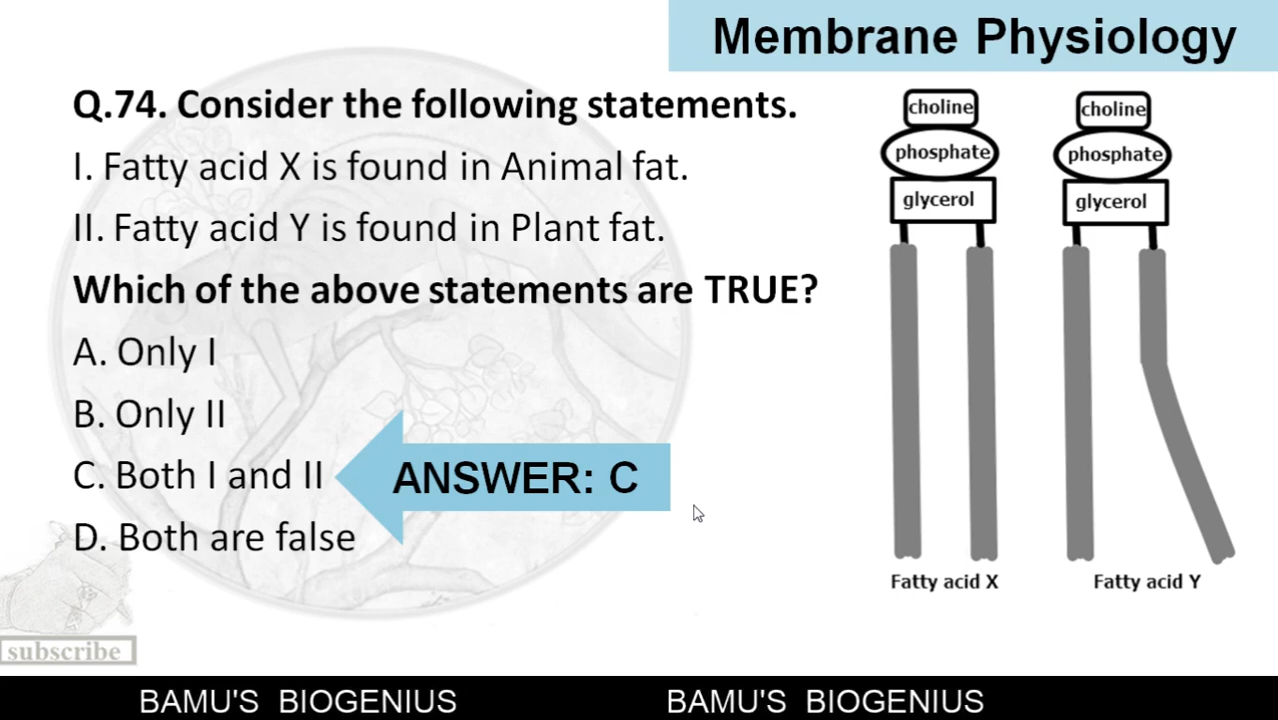 Membrane Physiology
Q.74. Consider the following statements.
I. Fatty acid X is found in Animal fat.
II. Fatty acid Y is found in Plant fat.
Which of the above statements are TRUE?
A. Only I
B. Only II
C. Both I and II
ANSWER: C
D. Both are false
choline
phosphate
glycerol
Fatty acid X
choline
phosphate
glycerol
Fatty acid Y
subscribe
BAMU'S BIOGENIUS
BAMU'S BIOGENIUS